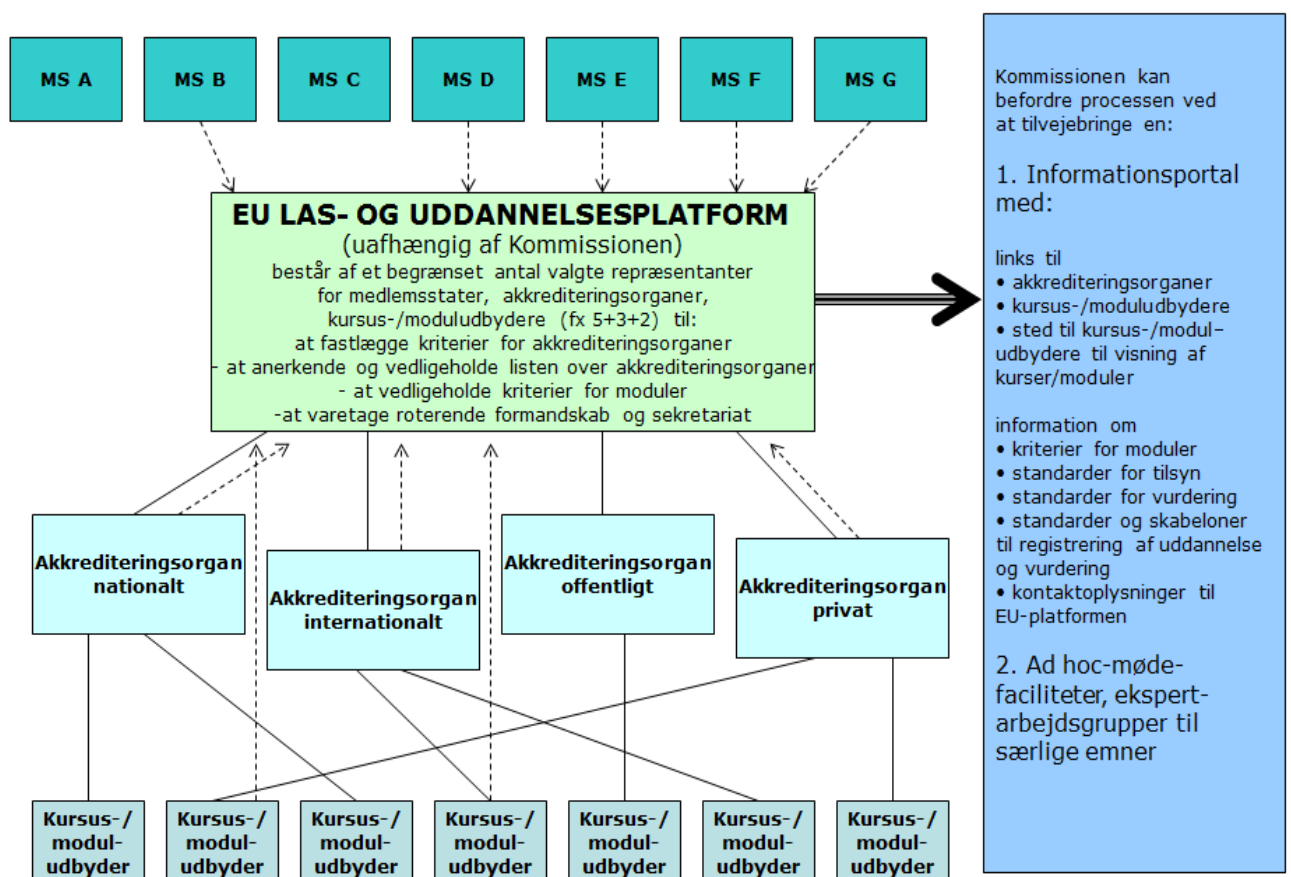 MS A
MS B
MS C
MS D
MS E
MS F
MS G
EU LAS- OG UDDANNELSESPLATFORM
(uafhængig af Kommissionen)
består af et begrænset antal valgte repræsentanter
for medlemsstater, akkrediteringsorganer,
kursus-/moduludbydere (fx 5+3+2) til:
at fastlægge kriterier for akkrediteringsorganer
- at anerkende og vedligeholde listen over akkrediteringsorganer
- at vedligeholde kriterier for moduler
-at varetage roterende formandskab og sekretariat
Akkrediteringsorgan
nationalt
Akkrediteringsorgan
internationalt
Akkrediteringsorgan
offentligt
Akkrediteringsorgan
privat
Kursus-/
modul-
udbyder
Kursus-/
modul-
udbyder
Kursus-/
modul-
udbyder
Kursus-/
modul-
udbyder
Kursus-/
modul-
udbyder
Kursus-/
modul-
udbyder
Kursus-/
modul-
udbyder
Kommissionen kan
befordre processen ved
at tilvejebringe en:
1. Informationsportal
med:
links til
• akkrediteringsorganer
• kursus-/moduludbydere
• sted til kursus-/modul-
udbydere til visning af
kurser/moduler
information om
• kriterier for moduler
• standarder for tilsyn
• standarder for vurdering
• standarder og skabeloner
til registrering af uddannelse
og vurdering
• kontaktoplysninger til
EU-platformen
2. Ad hoc-møde-
faciliteter, ekspert-
arbejdsgrupper til
særlige emner